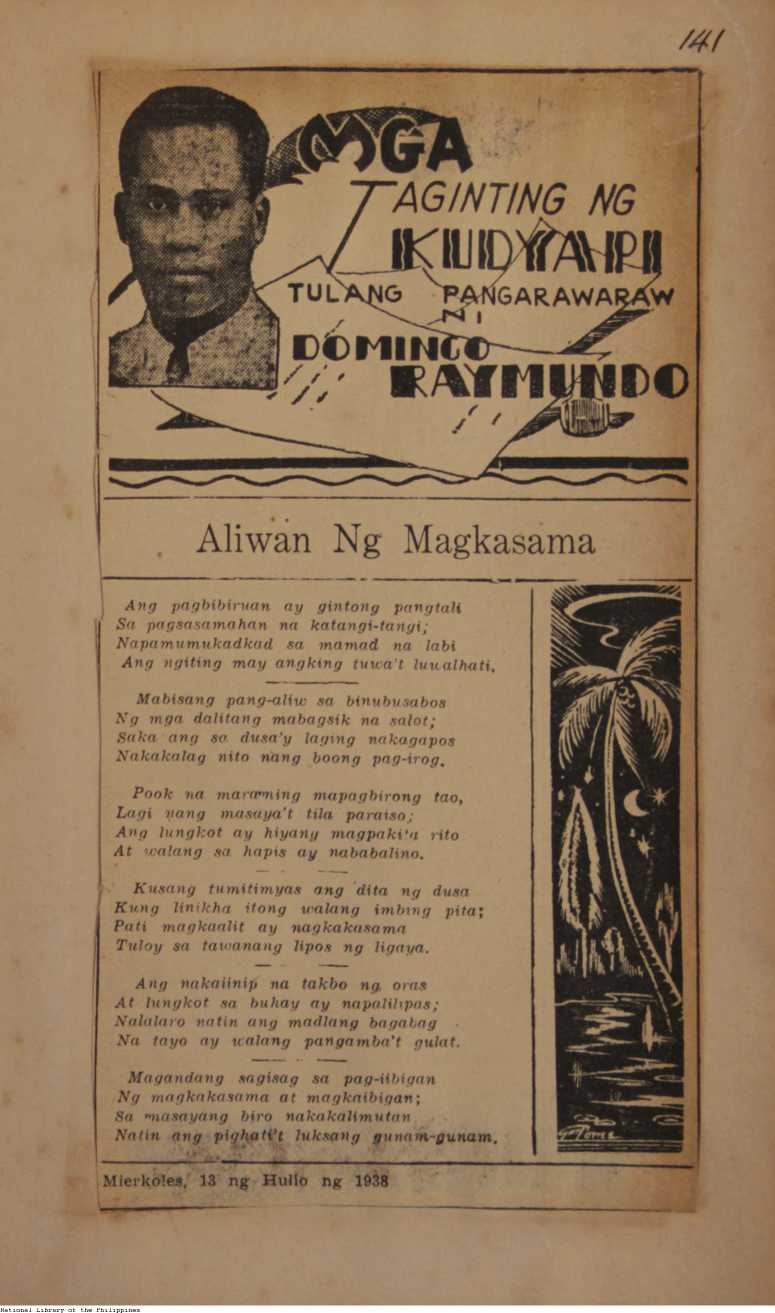 141
MGA
TAGINTING NG
KUDYAPI
TULANG PANGARAWARAW
NI
DOMINGO
RAYMUNDO
Aliwan Ng Magkasama
Ang pagbibiruan ay gintong pangtali
Sa pagsasamahan na katangi-tangi;
Napamumukadkad sa mamad na labi
Ang ngiting may angking tuwa't luwalhati.
Mabisang pang-aliw sa binubusabos
Ng mga dalitang mabagsik na salot;
Saka ang sa dusa'y laging nakagapos
Nakakalag nito nang boong pag-irog.
Pook na maraming mapagbirong tao,
Lagi nang masaya't tila paraiso;
Ang lungkot ay hiyang magpakita rito
At walang sa hapis ay nababalino.
Kusang tumitimyas ang dita ng dusa
Kung linikha itong walang imbing pita;
Pati magkaalit ay nagkakasama
Tuloy sa tawanang lipos ng ligaya.
Ang nakaiinip na takbo ng oras
At lungkot sa buhay ay napalilipas;
Nalalaro natin ang madlang bagabag
Na tayo ay walang pangamba't gulat.
Magandang sagisag sa pag-iibigan
Ng magkakasama at magkaibigan;
Sa masayang biro nakakalimutan
Natin ang pighati't luksang gunam-gunam.
Mierkoles, 13 ng Hulio ng 1938
National Library of the Philippines